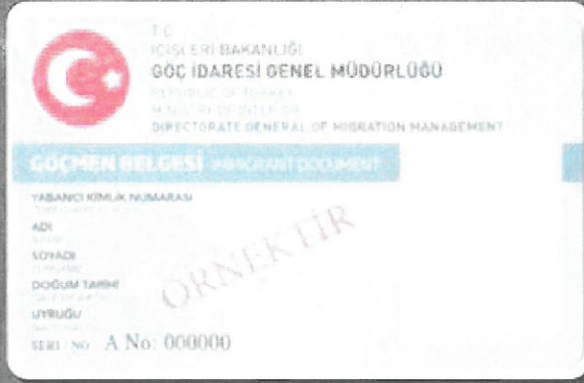 T.C.
İÇİŞLERİ BAKANLIĞI
GÖÇ İDARESİ GENEL MÜDÜRLÜĞÜ
REPUBLIC OF TURKEY
MINISTRY OF INTERIOR
DIRECTORATE GENERAL OF MIGRATION MANAGEMENT
GÖÇMEN BELGESİ IMMIGRANT DOCUMENT
YABANCI KİMLİK NUMARASI
ADI
SOYADI
DOĞUM TARİHİ
UYRUĞU
SERİ / NO A No: 000000
ÖRNEKTİR